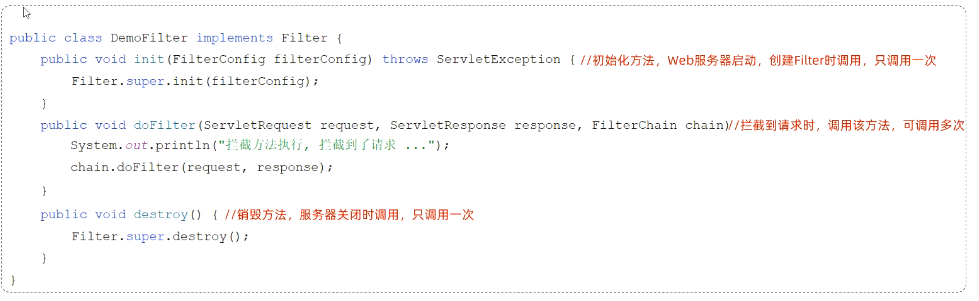 public class DemoFilter implements Filter {
    public void init(FilterConfig filterConfig) throws ServletException { //初始化方法，Web服务器启动，创建Filter时调用，只调用一次
        Filter.super.init(filterConfig);
    }
    public void doFilter(ServletRequest request, ServletResponse response, FilterChain chain)//拦截到请求时，调用该方法，可调用多次
        System.out.println("拦截方法执行, 拦截到了请求 ...");
        chain.doFilter(request, response);
    }
    public void destroy() { //销毁方法，服务器关闭时调用，只调用一次
        Filter.super.destroy();
    }
}